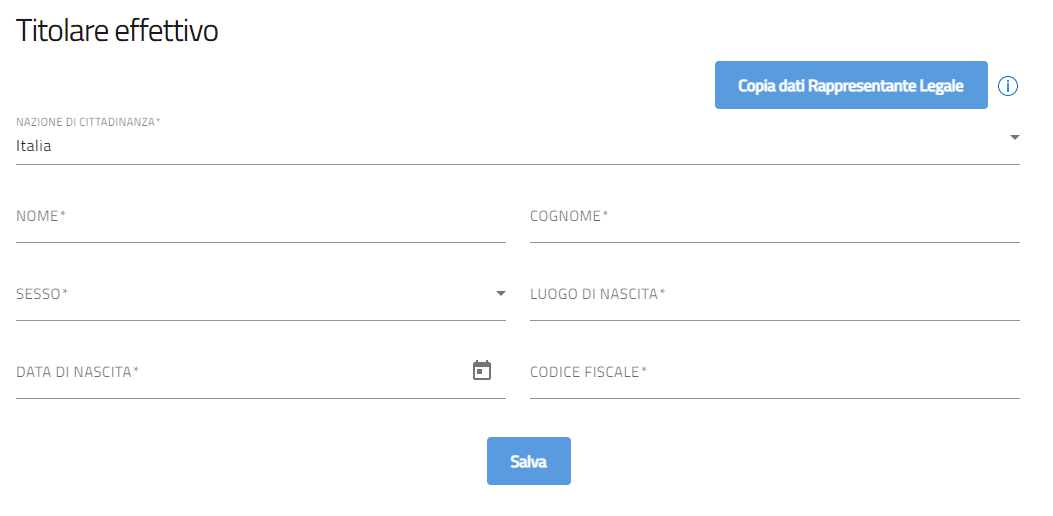 Titolare effettivo
Copia dati Rappresentante Legale
NAZIONE DI CITTADINANZA*
Italia
NOME*
COGNOME*
SESSO*
LUOGO DI NASCITA*
DATA DI NASCITA*
CODICE FISCALE*
Salva